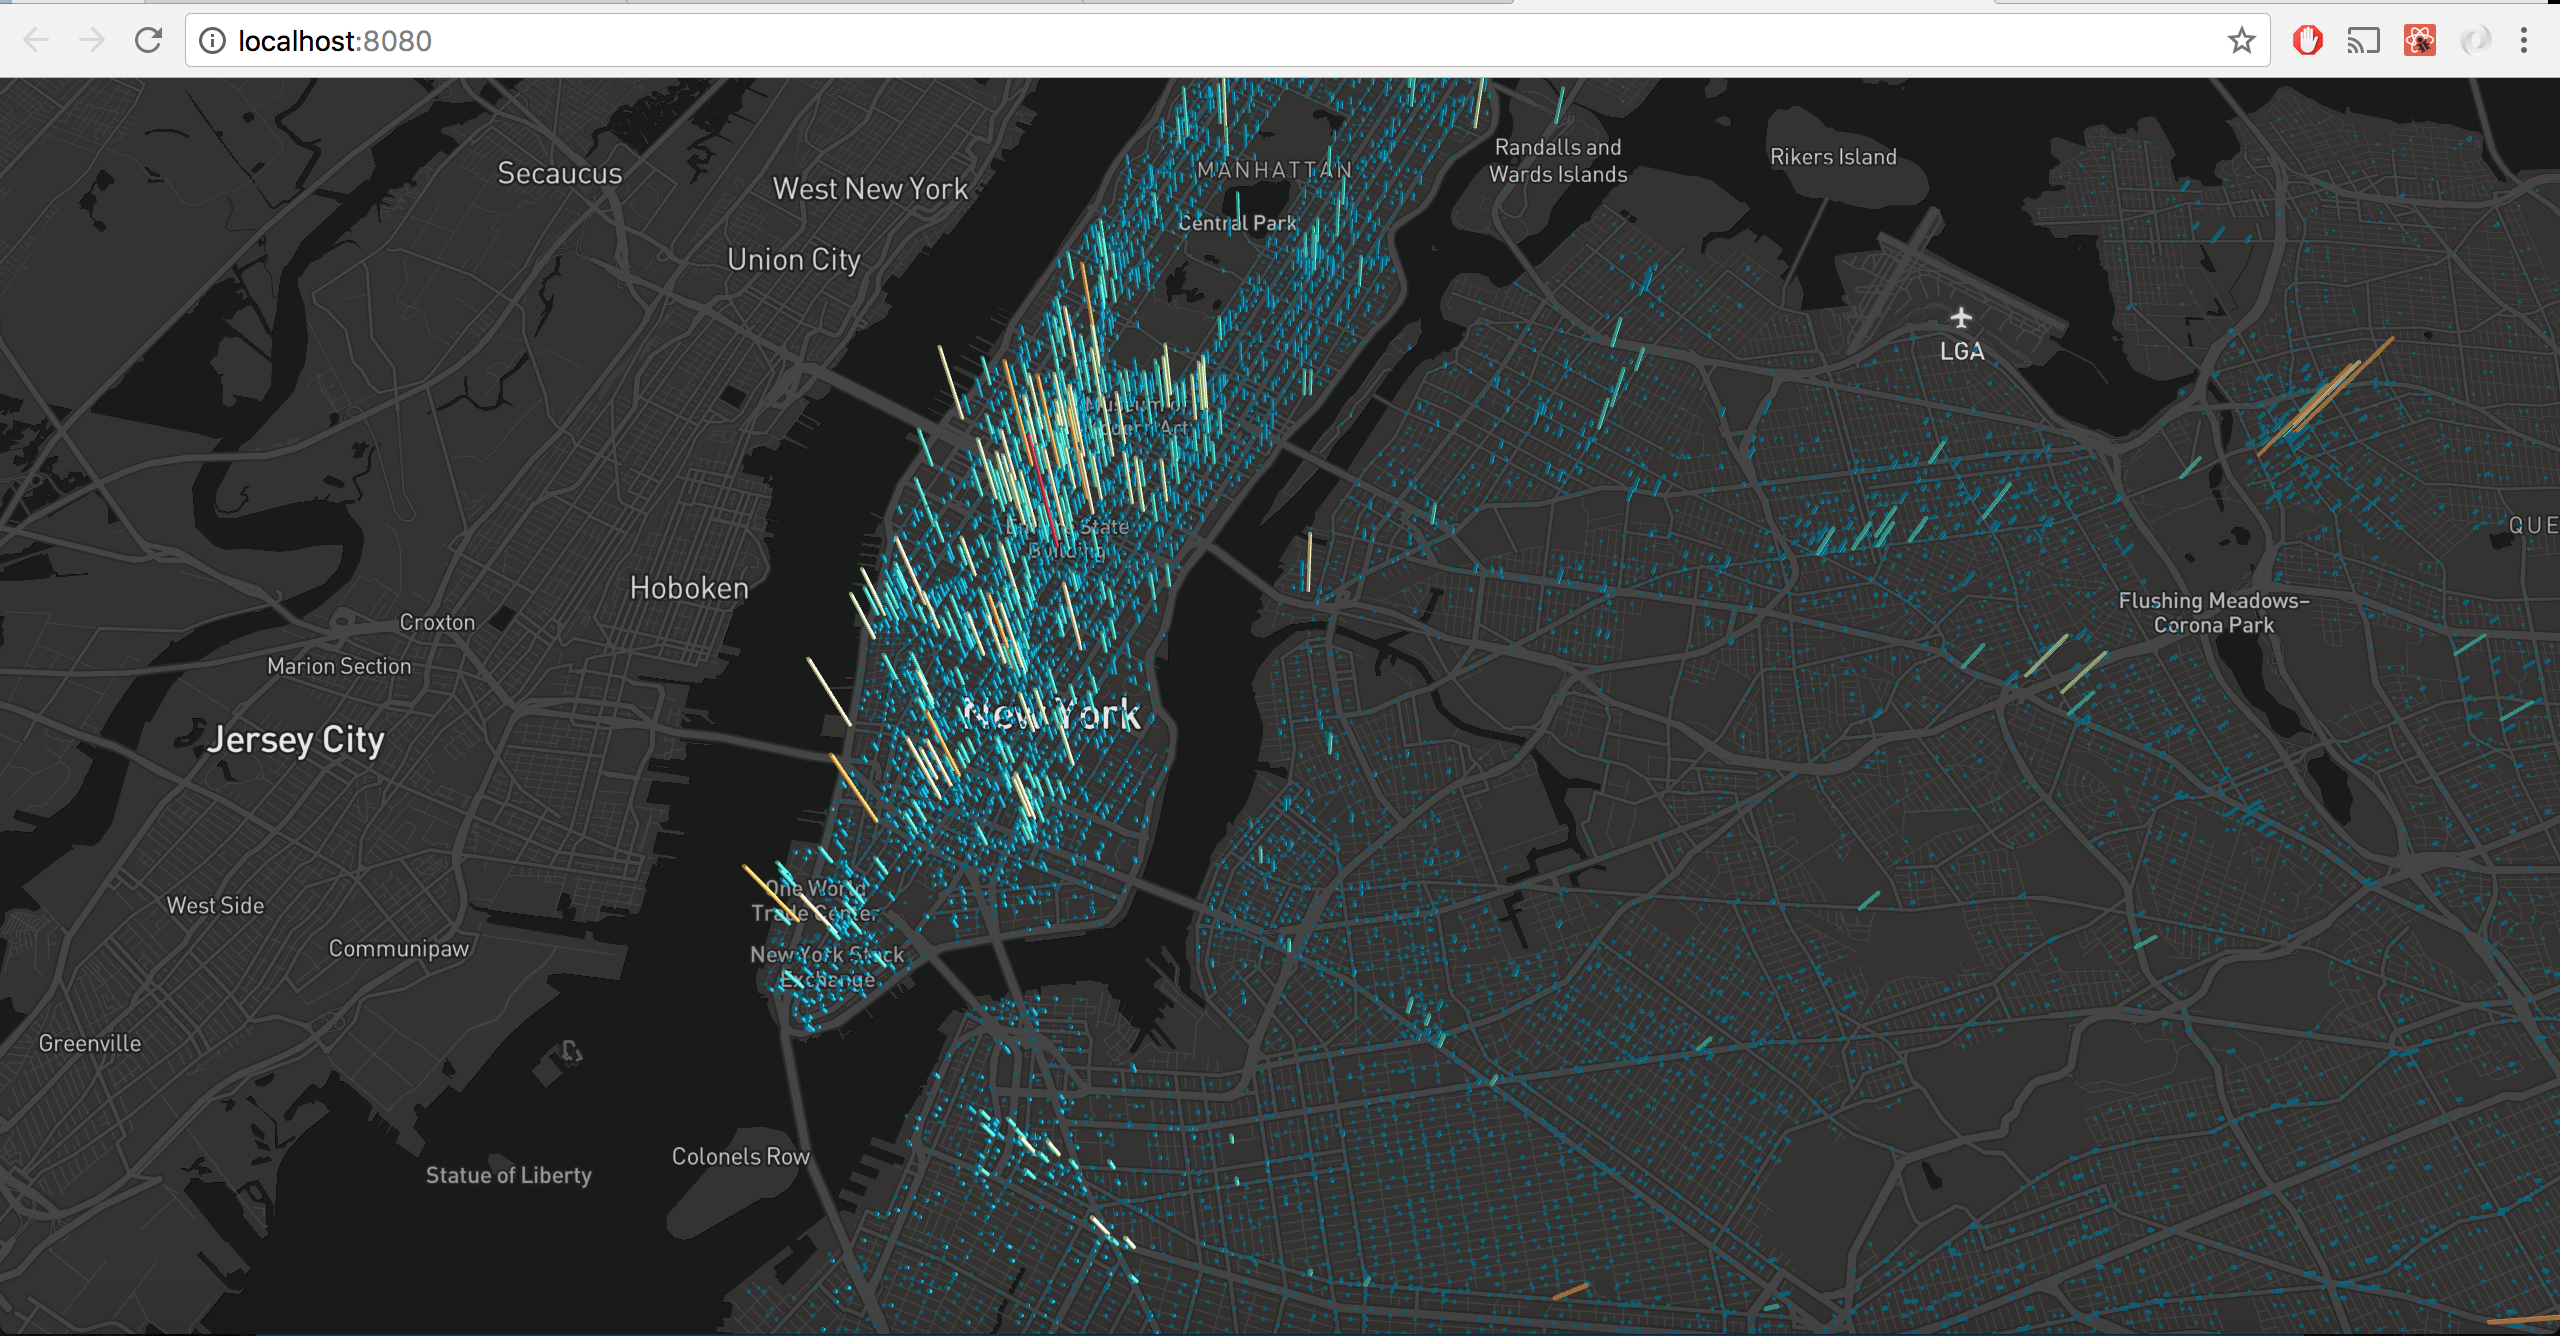 localhost:8080
MANHATTAN
Randalls and
Wards Islands
Rikers Island
Secaucus
West New York
Central Park
Union City
LGA
Museum of
Modern Art
Empire State
Building
QUE
Hoboken
Flushing Meadows–
Corona Park
Croxton
Marion Section
New York
Jersey City
One World
Trade Center
West Side
New York Stock
Exchange
Communipaw
Greenville
Colonels Row
Statue of Liberty